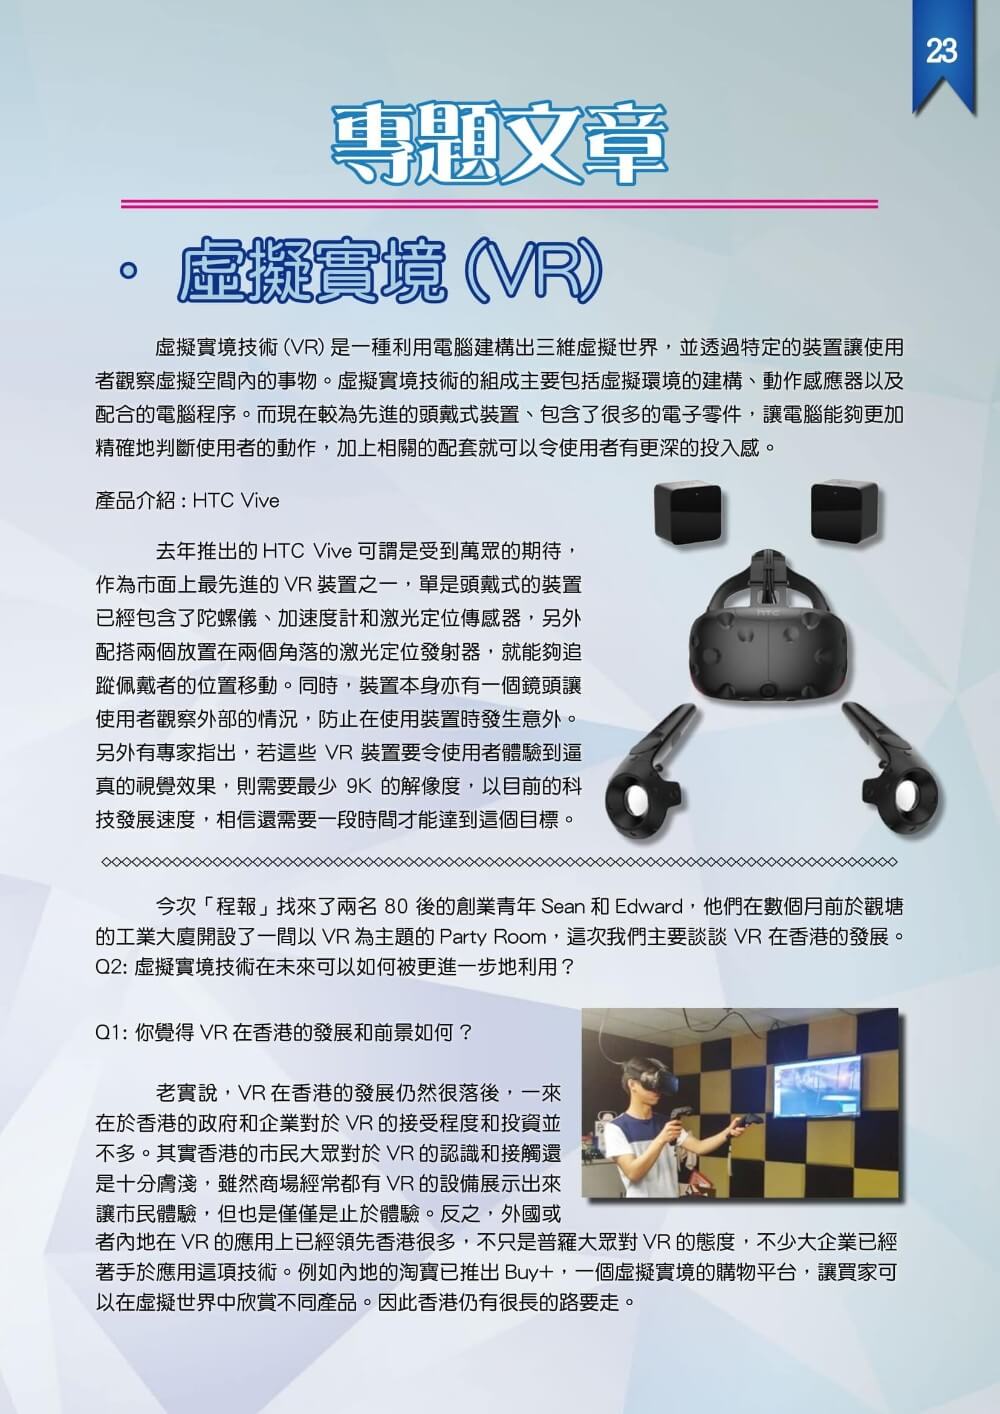 23
專題文章
。 虛擬實境 (VR)
虛擬實境技術 (VR) 是一種利用電腦建構出三維虛擬世界，並透過特定的裝置讓使用
者觀察虛擬空間內的事物。虛擬實境技術的組成主要包括虛擬環境的建構、動作感應器以及
配合的電腦程序。而現在較為先進的頭戴式裝置、包含了很多的電子零件，讓電腦能夠更加
精確地判斷使用者的動作，加上相關的配套就可以令使用者有更深的投入感。
產品介紹 : HTC Vive
去年推出的 HTC Vive 可謂是受到萬眾的期待，
作為市面上最先進的 VR 裝置之一，單是頭戴式的裝置
已經包含了陀螺儀、加速度計和激光定位傳感器，另外
配搭兩個放置在兩個角落的激光定位發射器，就能夠追
蹤佩戴者的位置移動。同時，裝置本身亦有一個鏡頭讓
使用者觀察外部的情況，防止在使用裝置時發生意外。
另外有專家指出，若這些 VR 裝置要令使用者體驗到逼
真的視覺效果，則需要最少 9K 的解像度，以目前的科
技發展速度，相信還需要一段時間才能達到這個目標。
HTC
今次「程報」找來了兩名 80 後的創業青年 Sean 和 Edward，他們在數個月前於觀塘
的工業大廈開設了一間以 VR 為主題的 Party Room，這次我們主要談談 VR 在香港的發展。
Q2: 虛擬實境技術在未來可以如何被更進一步地利用？
Q1: 你覺得 VR 在香港的發展和前景如何？
老實說，VR 在香港的發展仍然很落後，一來
在於香港的政府和企業對於 VR 的接受程度和投資並
不多。其實香港的市民大眾對於 VR 的認識和接觸還
是十分膚淺，雖然商場經常都有 VR 的設備展示出來
讓市民體驗，但也是僅僅是止於體驗。反之，外國或
者內地在 VR 的應用上已經領先香港很多，不只是普羅大眾對 VR 的態度，不少大企業已經
著手於應用這項技術。例如內地的淘寶已推出 Buy+，一個虛擬實境的購物平台，讓買家可
以在虛擬世界中欣賞不同產品。因此香港仍有很長的路要走。